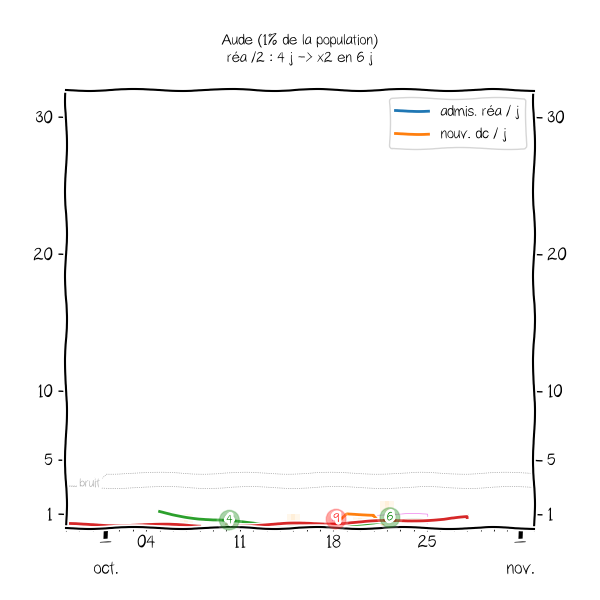 Aude (1% de la population)
réa /2 : 4 j -> x2 en 6 j
admis. réa / j
nouv. dc / j
30 30
20 20
10 10
5 5
bruit
1 1
4 9 6
04 11 18 25
oct. nov.